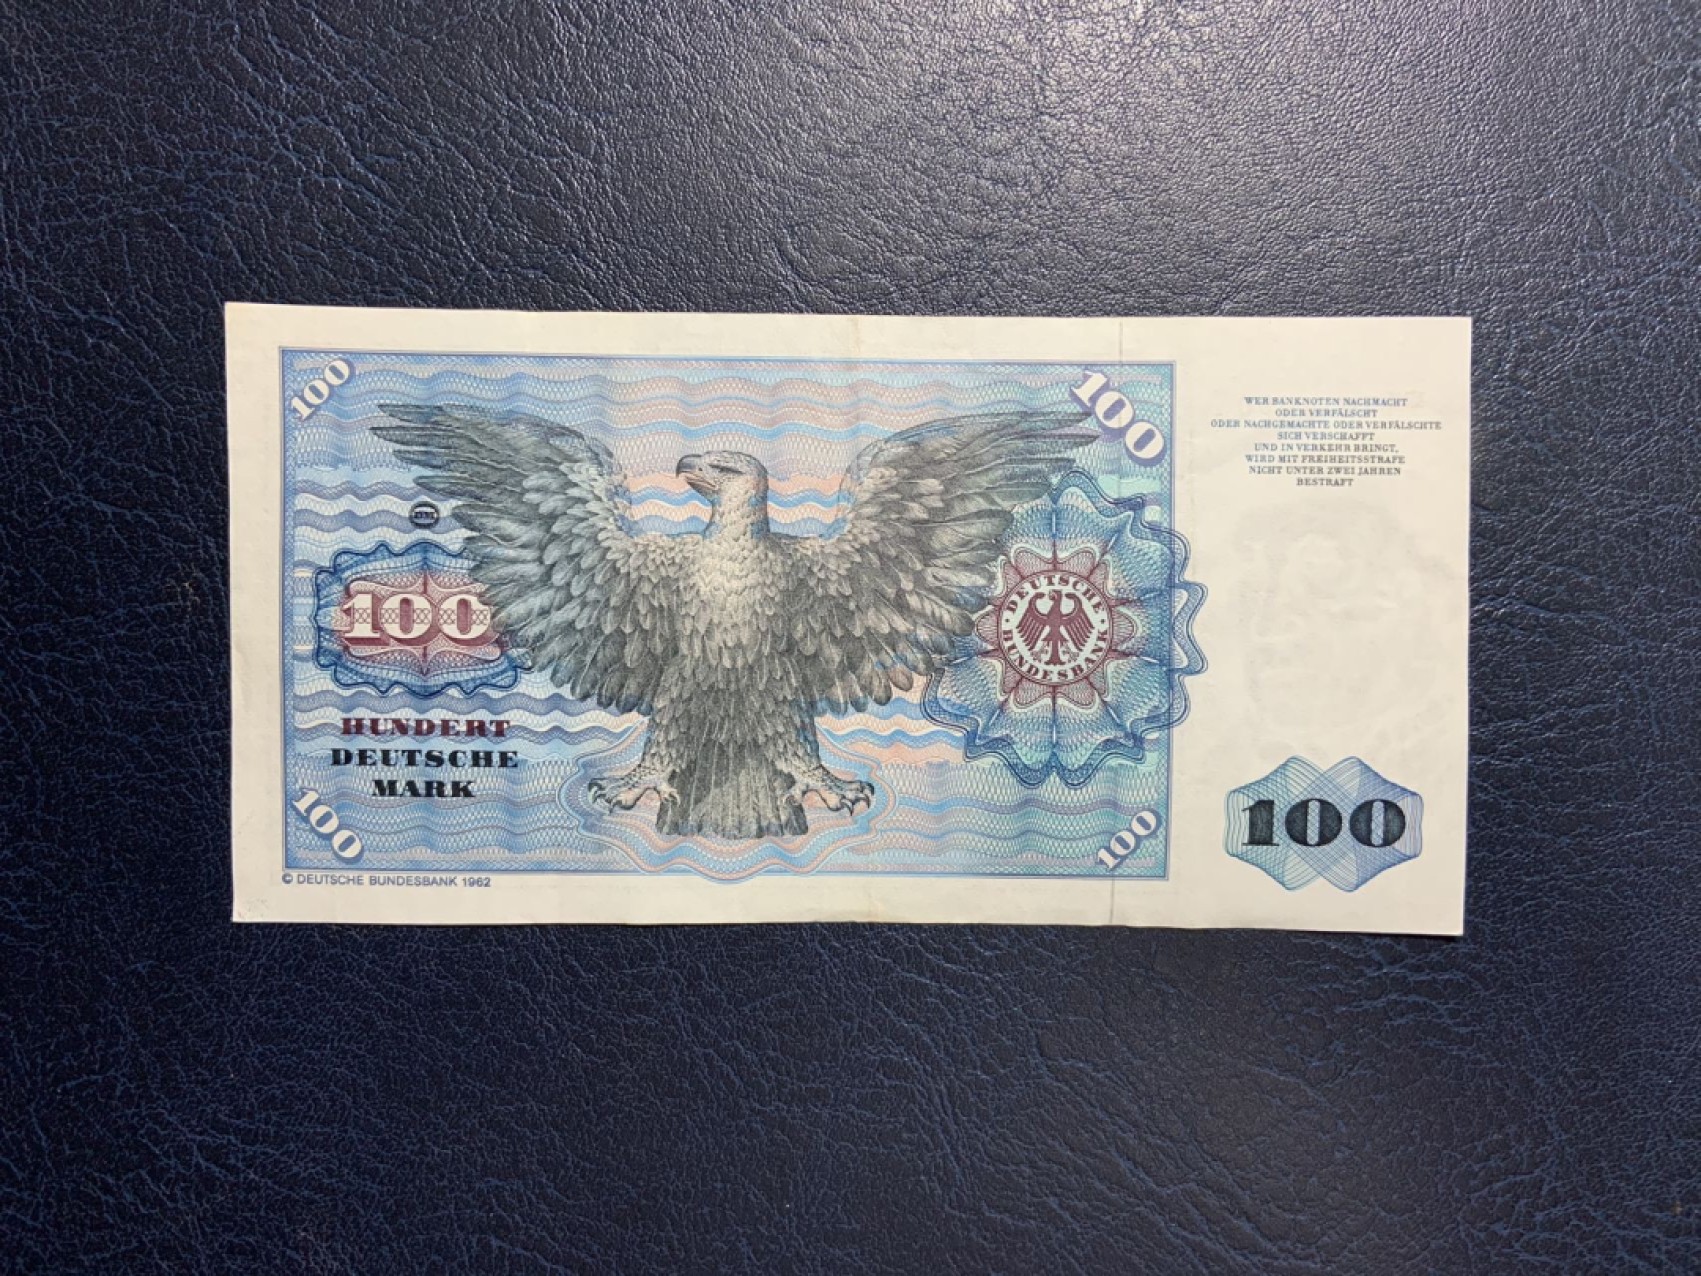 100
100
WER BANKNOTEN NACHMACHT
ODER VERFÄLSCHT
ODER NACHGEMACHTE ODER VERFÄLSCHTE
SICH VERSCHAFFT
UND IN VERKEHR BRINGT,
WIRD MIT FREIHEITSSTRAFE
NICHT UNTER ZWEI JAHREN
BESTRAFT
DM
100
DEUTSCHE
BUNDESBANK
HUNDERT
DEUTSCHE
MARK
100
100
100
© DEUTSCHE BUNDESBANK 1962